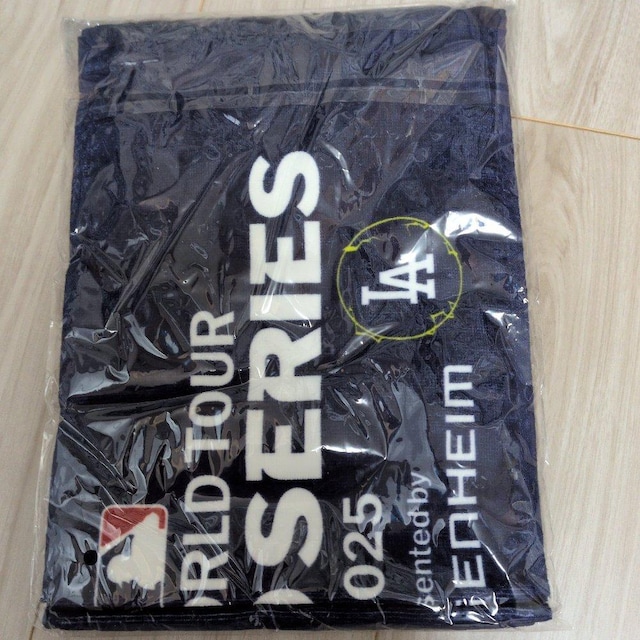 RLD TOUR
SERIES
025
LA
sented by
ENHEIM